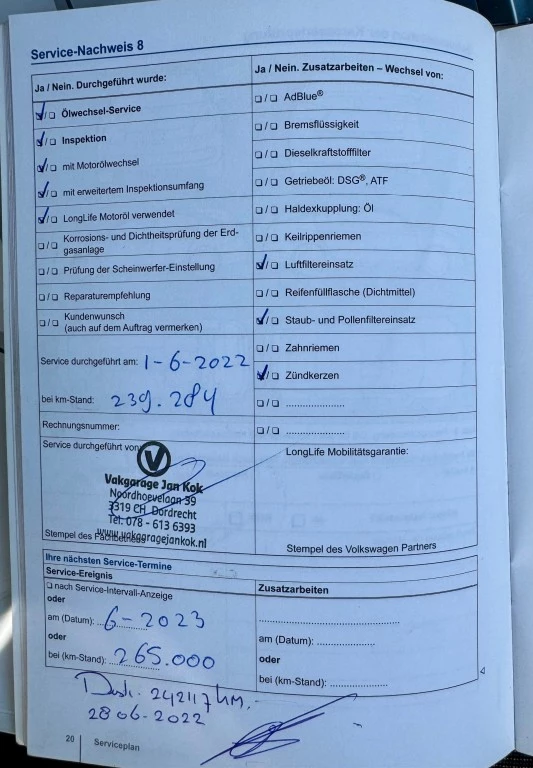 Service-Nachweis 8
Ja / Nein. Durchgeführt wurde:
Ölwechsel-Service
Inspektion
mit Motorölwechsel
mit erweitertem Inspektionsumfang
LongLife Motoröl verwendet
Korrosions- und Dichtheitsprüfung der Erd-
gasanlage
Prüfung der Scheinwerfer-Einstellung
Reparaturempfehlung
Kundenwunsch
(auch auf dem Auftrag vermerken)
Service durchgeführt am: 1-6-2022
bei km-Stand: 239.284
Rechnungsnummer:
Service durchgeführt von
Vakgarage Jan Kok
Noordhoevelaan 39
3319 CH Dordrecht
Tel. 078 - 613 6393
www.vakgaragejankok.nl
Stempel des Fachbetriebs
Ja / Nein. Zusatzarbeiten – Wechsel von:
AdBlue®
Bremsflüssigkeit
Dieselkraftstofffilter
Getriebeöl: DSG®, ATF
Haldexkupplung: Öl
Keilrippenriemen
Luftfiltereinsatz
Reifenfüllflasche (Dichtmittel)
Staub- und Pollenfiltereinsatz
Zahnriemen
Zündkerzen
LongLife Mobilitätsgarantie:
Stempel des Volkswagen Partners
Ihre nächsten Service-Termine
Service-Ereignis
nach Service-Intervall-Anzeige
oder
am (Datum): 6-2023
oder
bei (km-Stand): 265.000
Zusatzarbeiten
am (Datum):
oder
bei (km-Stand):
242117 KM.
28 06-2022
20 Serviceplan